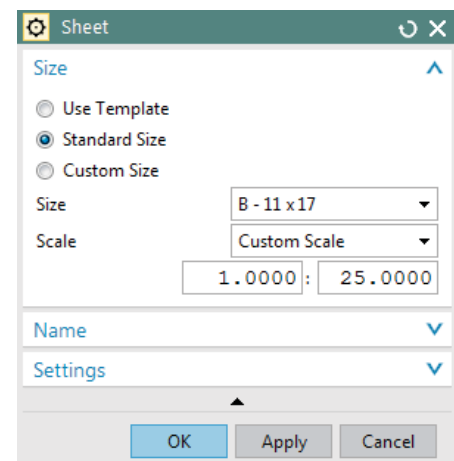 Sheet
Size
Use Template
Standard Size
Custom Size
Size B - 11 x 17
Scale Custom Scale
1.0000 : 25.0000
Name
Settings
OK Apply Cancel